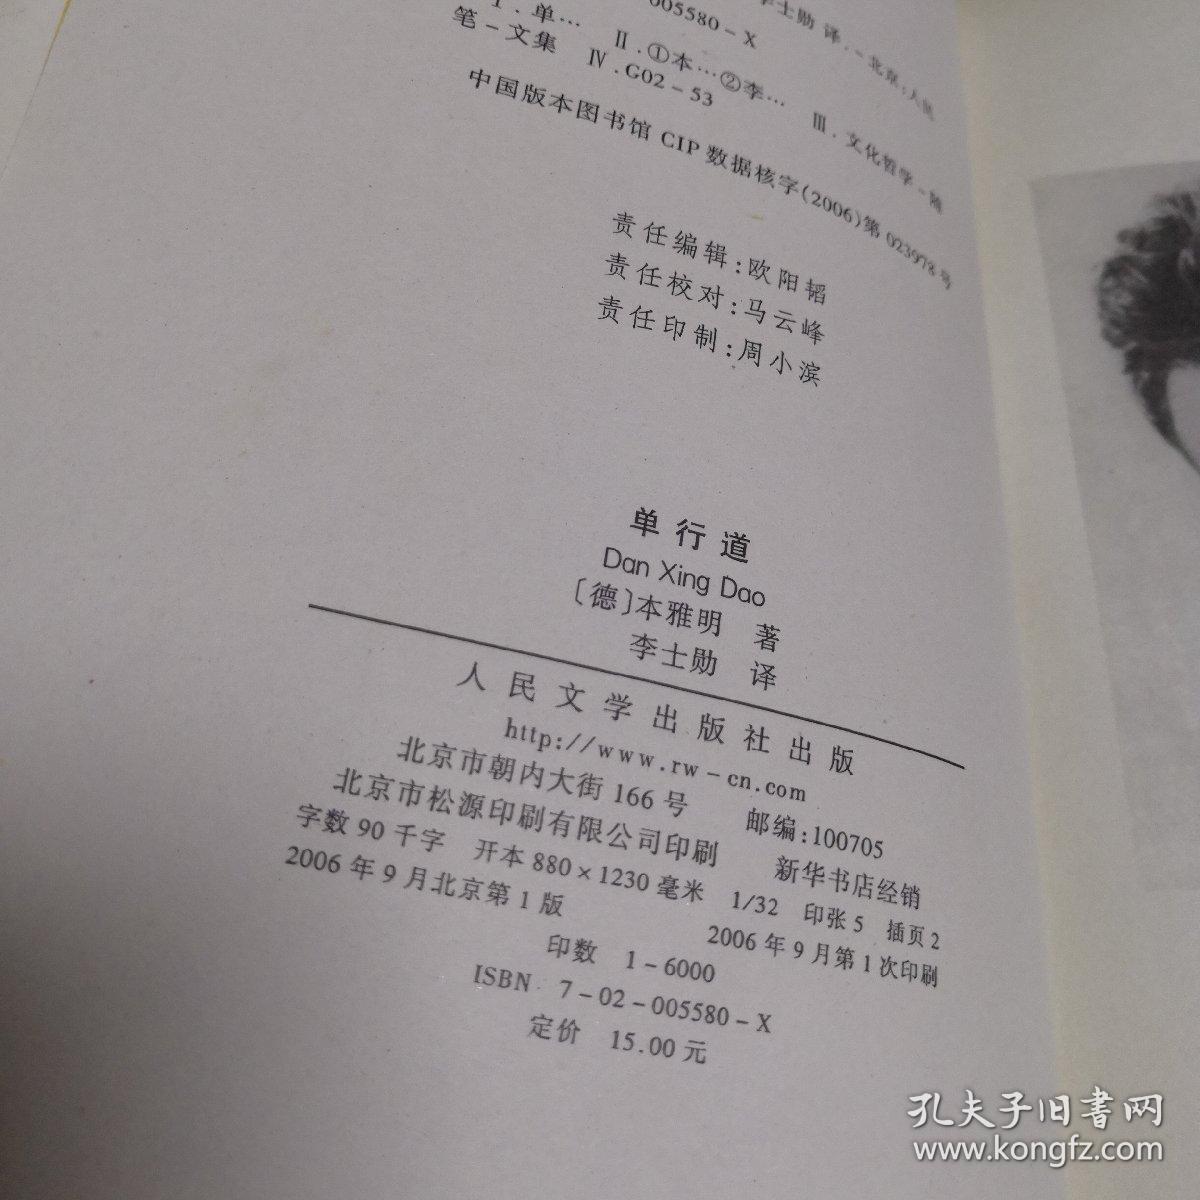 李士勋 译.-北京:人民
005580-X
Ⅰ.单… Ⅱ.①本…②李… Ⅲ.文化哲学-随
笔-文集 Ⅳ.G02-53
中国版本图书馆 CIP 数据核字(2006)第 023978 号
责任编辑:欧阳韬
责任校对:马云峰
责任印制:周小滨
单行道
Dan Xing Dao
〔德〕本雅明 著
李士勋 译
人民文学出版社出版
http://www.rw-cn.com
北京市朝内大街 166 号 邮编:100705
北京市松源印刷有限公司印刷 新华书店经销
字数 90 千字 开本 880×1230 毫米 1/32 印张 5 插页 2
2006 年 9 月北京第 1 版 2006 年 9 月第 1 次印刷
印数 1-6000
ISBN 7-02-005580-X
定价 15.00 元
孔夫子旧书网
www.kongfz.com